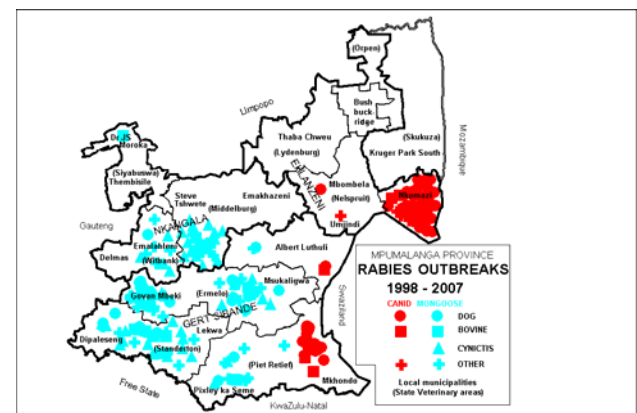 (Orpen)
Limpopo
Bush
buck-
ridge
Mozambique
Dr JS
Moroka
Thaba Chweu
(Lydenburg)
(Skukuza)
Kruger Park South
(Siyabuswa)
Thembisile
EHLANZENI
Steve
Tshwete
Emakhazeni
(Middelburg)
Mbombela
(Nelspruit)
Nkomazi
NKANGALA
Umjindi
Gauteng
Emalahleni
Delmas
(Witbank)
Albert Luthuli
Msukaligwa
Govan Mbeki
(Ermelo)
Swaziland
GERT SIBANDE
Lekwa
Dipaleseng
(Standerton)
(Piet Retief)
Mkhondo
Free State
Pixley ka Seme
KwaZulu-Natal
MPUMALANGA PROVINCE
RABIES OUTBREAKS
1998 - 2007
CANID MONGOOSE
DOG
BOVINE
CYNICTIS
OTHER
Local municipalities
(State Veterinary areas)